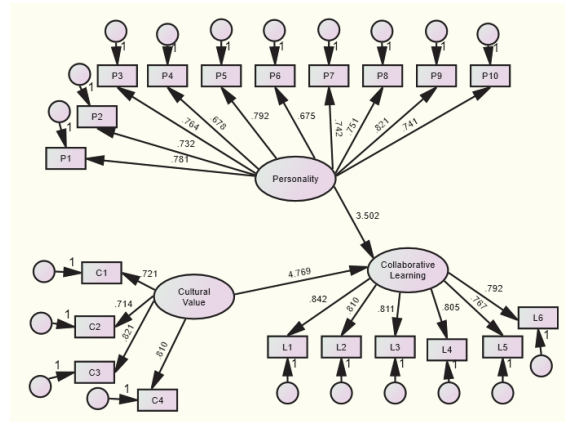 1 1 1 1 1 1 1 1
P3 P4 P5 P6 P7 P8 P9 P10
1
P2
1
P1
.764 .678 .792 .675 .742 .751 .821 .741
.732
.781
Personality
3.502
Collaborative
Learning
4.769
Cultural
Value
1 C1 .721
1 C2 .714
1 C3 .821
1 C4 .810
.842 .810 .811 .805 .767 .792
L1 L2 L3 L4 L5 L6
1 1 1 1 1 1